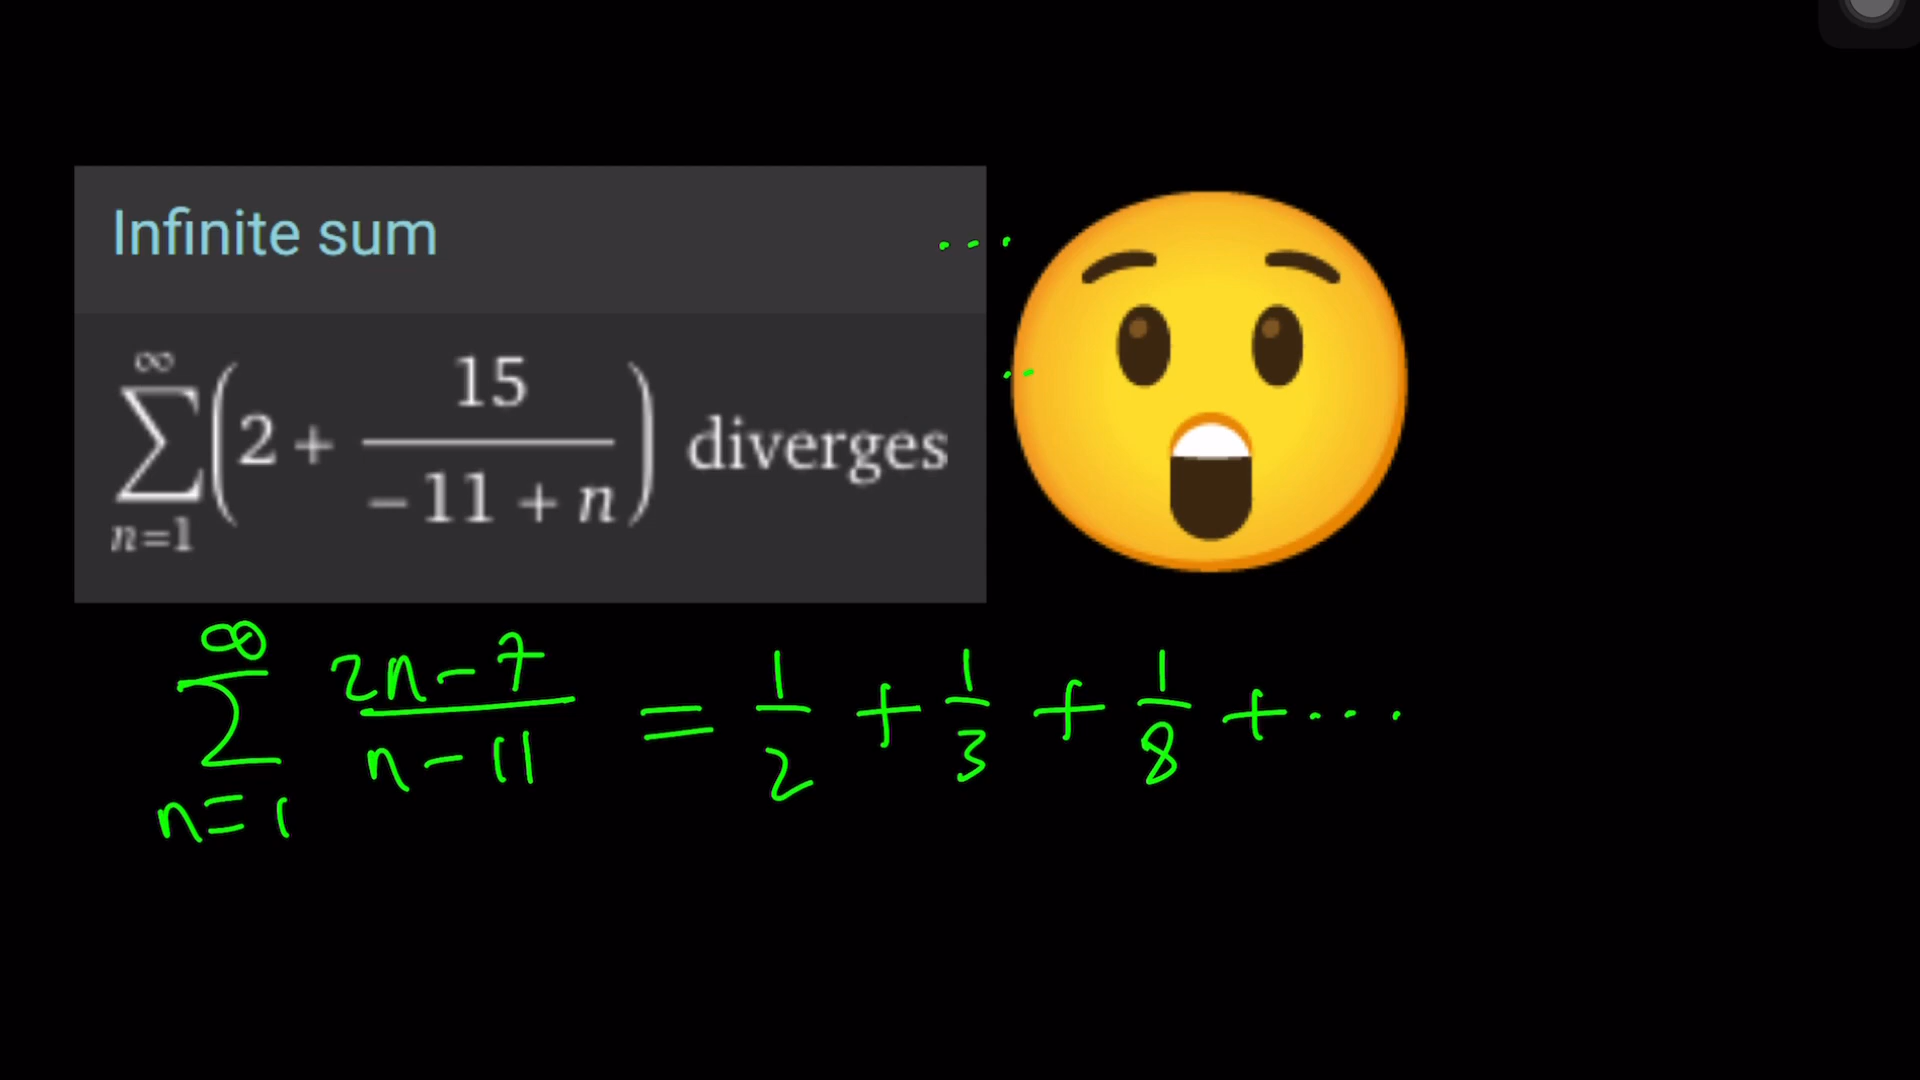 Infinite sum
∞
∑ (2 + 15/(−11 + n)) diverges
n=1
∞
∑ (2n−7)/(n−11) = 1/2 + 1/3 + 1/8 + ...
n=1